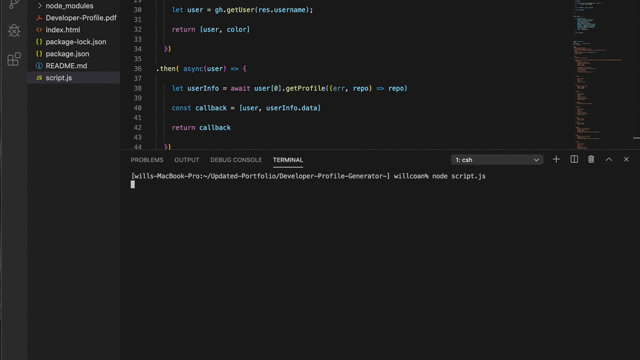 node_modules
Developer-Profile.pdf
index.html
package-lock.json
package.json
README.md
JS script.js
30 let user = gh.getUser(res.username);
31
32 return [user, color]
33
34 })
35
36 .then( async(user) => {
37
38 let userInfo = await user[0].getProfile((err, repo) => repo)
39
40 const callback = [user, userInfo.data]
41
42 return callback
43
44 })
PROBLEMS OUTPUT DEBUG CONSOLE TERMINAL 1: csh
[wills-MacBook-Pro:~/Updated-Portfolio/Developer-Profile-Generator-] willcoan% node script.js